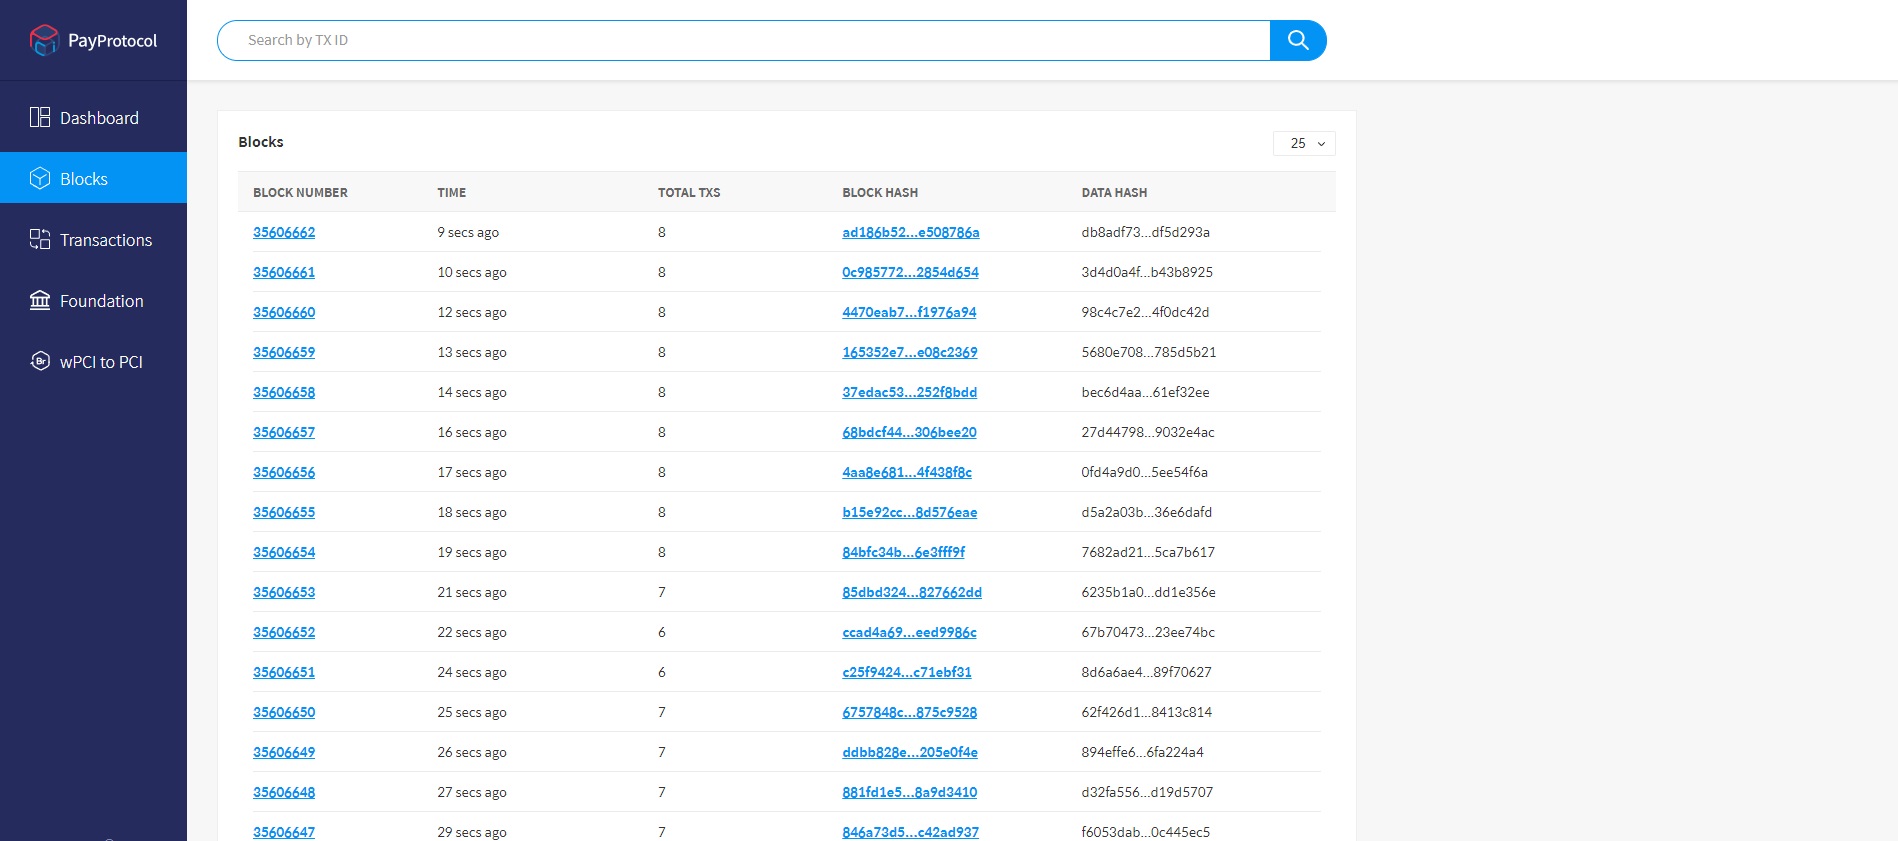 PayProtocol
Search by TX ID
Dashboard
Blocks
Transactions
Foundation
Br
wPCI to PCI
Blocks
25
BLOCK NUMBER TIME TOTAL TXS BLOCK HASH DATA HASH
35606662 9 secs ago 8 ad186b52...e508786a db8adf73...df5d293a
35606661 10 secs ago 8 0c985772...2854d654 3d4d0a4f...b43b8925
35606660 12 secs ago 8 4470eab7...f1976a94 98c4c7e2...4f0dc42d
35606659 13 secs ago 8 165352e7...e08c2369 5680e708...785d5b21
35606658 14 secs ago 8 37edac53...252f8bdd bec6d4aa...61ef32ee
35606657 16 secs ago 8 68bdcf44...306bee20 27d44798...9032e4ac
35606656 17 secs ago 8 4aa8e681...4f438f8c 0fd4a9d0...5ee54f6a
35606655 18 secs ago 8 b15e92cc...8d576eae d5a2a03b...36e6dafd
35606654 19 secs ago 8 84bfc34b...6e3fff9f 7682ad21...5ca7b617
35606653 21 secs ago 7 85dbd324...827662dd 6235b1a0...dd1e356e
35606652 22 secs ago 6 ccad4a69...eed9986c 67b70473...23ee74bc
35606651 24 secs ago 6 c25f9424...c71ebf31 8d6a6ae4...89f70627
35606650 25 secs ago 7 6757848c...875c9528 62f426d1...8413c814
35606649 26 secs ago 7 ddbb828e...205e0f4e 894effe6...6fa224a4
35606648 27 secs ago 7 881fd1e5...8a9d3410 d32fa556...d19d5707
35606647 29 secs ago 7 846a73d5...c42ad937 f6053dab...0c445ec5